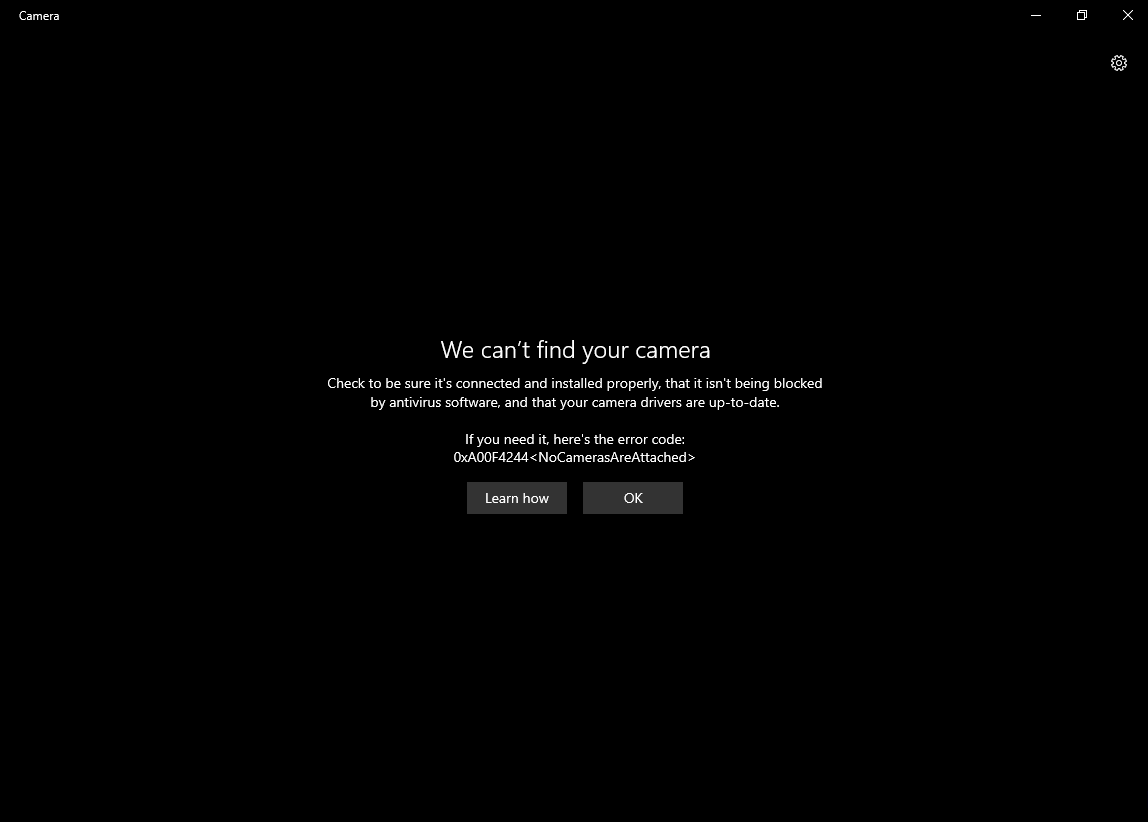 Camera
We can’t find your camera
Check to be sure it's connected and installed properly, that it isn't being blocked
by antivirus software, and that your camera drivers are up-to-date.
If you need it, here's the error code:
0xA00F4244<NoCamerasAreAttached>
Learn how
OK